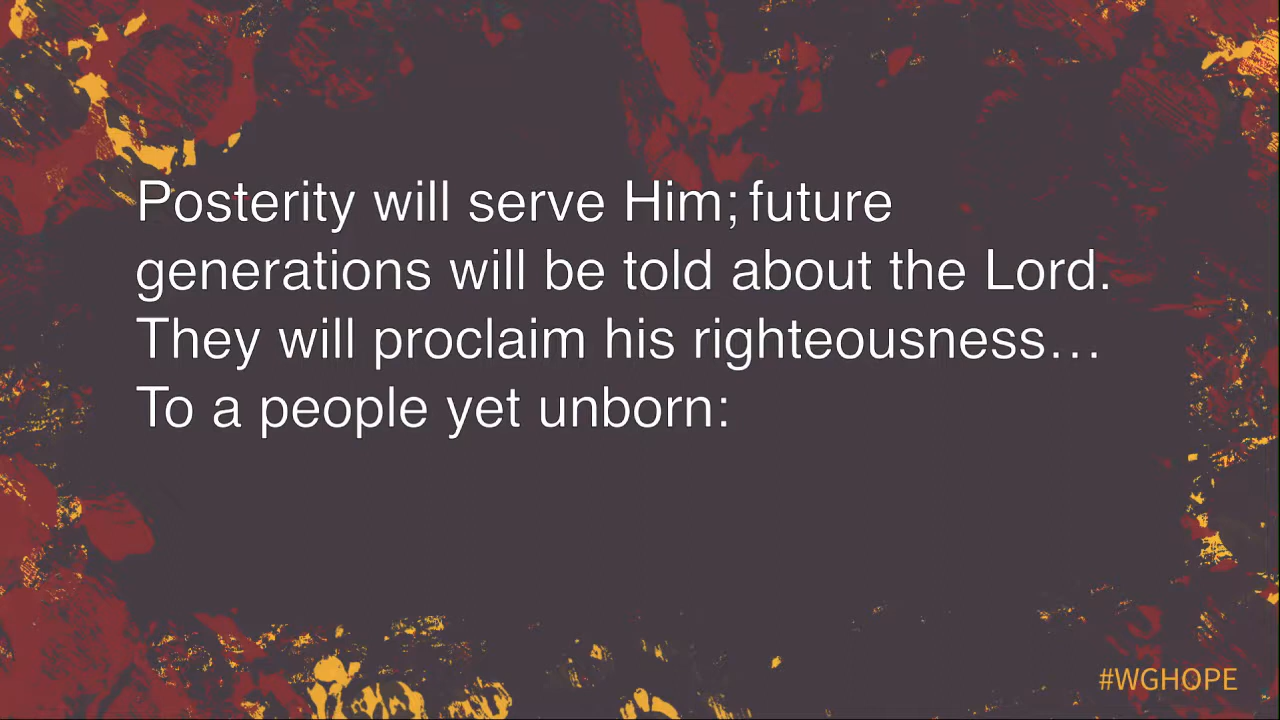 Posterity will serve Him; future
generations will be told about the Lord.
They will proclaim his righteousness…
To a people yet unborn:
#WGHOPE